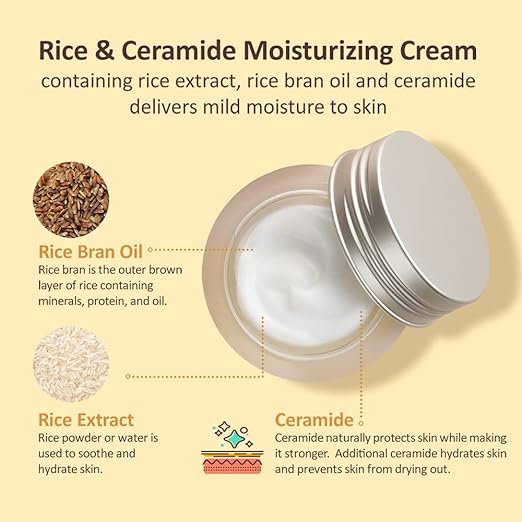 Rice & Ceramide Moisturizing Cream
containing rice extract, rice bran oil and ceramide
delivers mild moisture to skin
Rice Bran Oil
Rice bran is the outer brown
layer of rice containing
minerals, protein, and oil.
Rice Extract
Rice powder or water is
used to soothe and
hydrate skin.
Ceramide
Ceramide naturally protects skin while making
it stronger. Additional ceramide hydrates skin
and prevents skin from drying out.